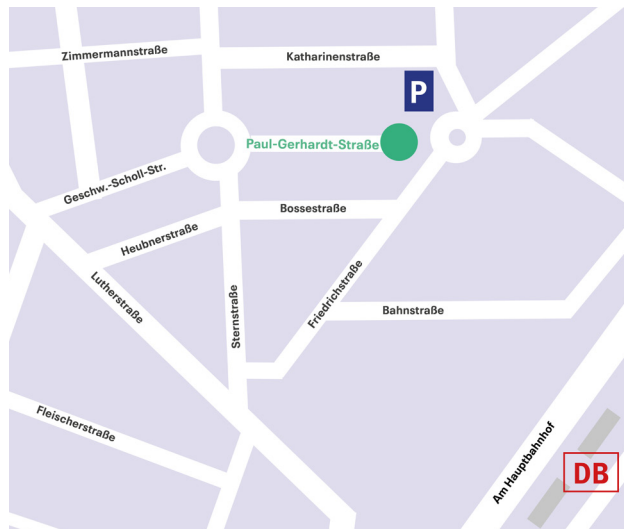 Zimmermannstraße
Katharinenstraße
P
Paul-Gerhardt-Straße
Geschw.-Scholl-Str.
Bossestraße
Heubnerstraße
Lutherstraße
Sternstraße
Friedrichstraße
Bahnstraße
Fleischerstraße
Am Hauptbahnhof
DB